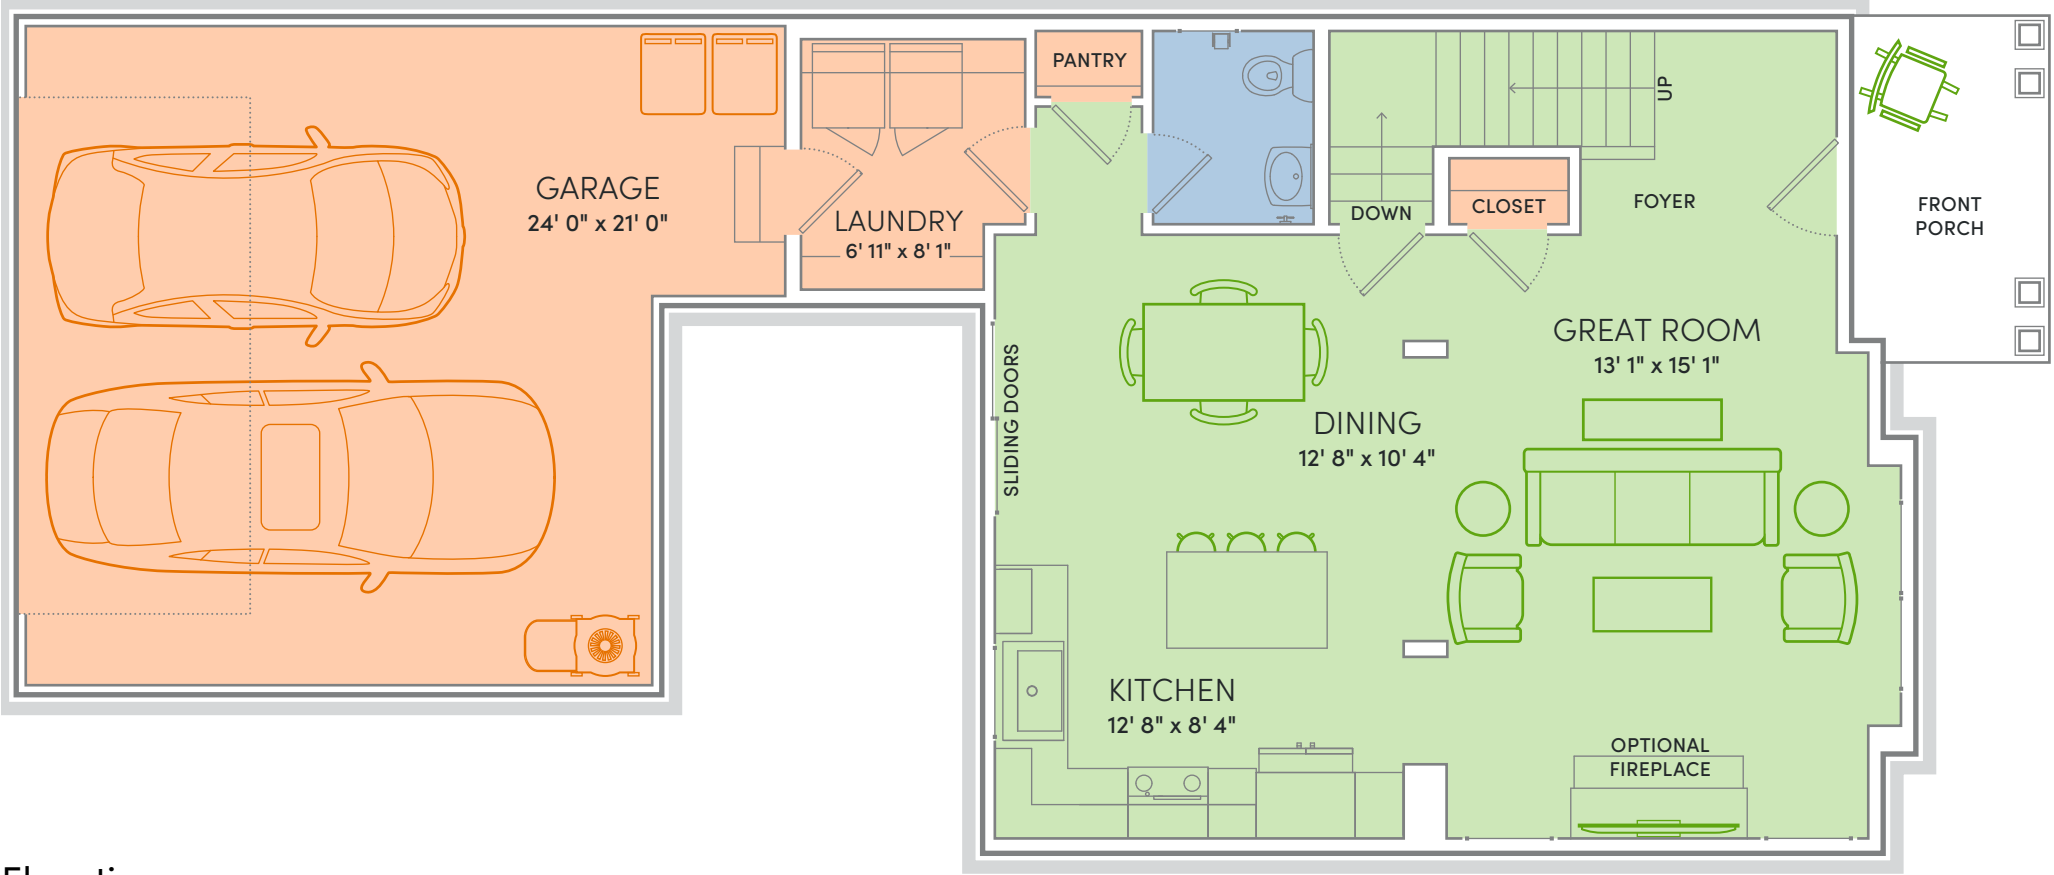 PANTRY
UP
GARAGE
24' 0" x 21' 0"
LAUNDRY
6' 11" x 8' 1"
DOWN
CLOSET
FOYER
FRONT
PORCH
SLIDING DOORS
GREAT ROOM
13' 1" x 15' 1"
DINING
12' 8" x 10' 4"
KITCHEN
12' 8" x 8' 4"
OPTIONAL
FIREPLACE